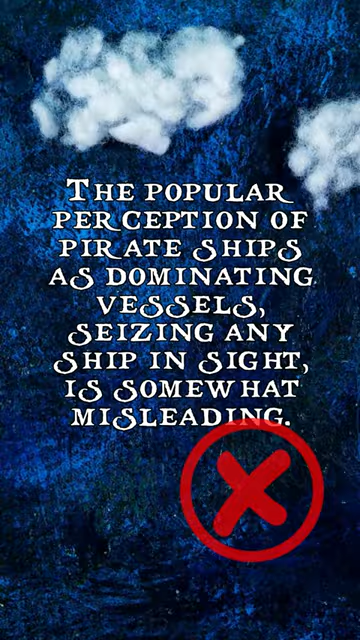 The popular
perception of
pirate ships
as dominating
vessels,
seizing any
ship in sight,
is somewhat
misleading.